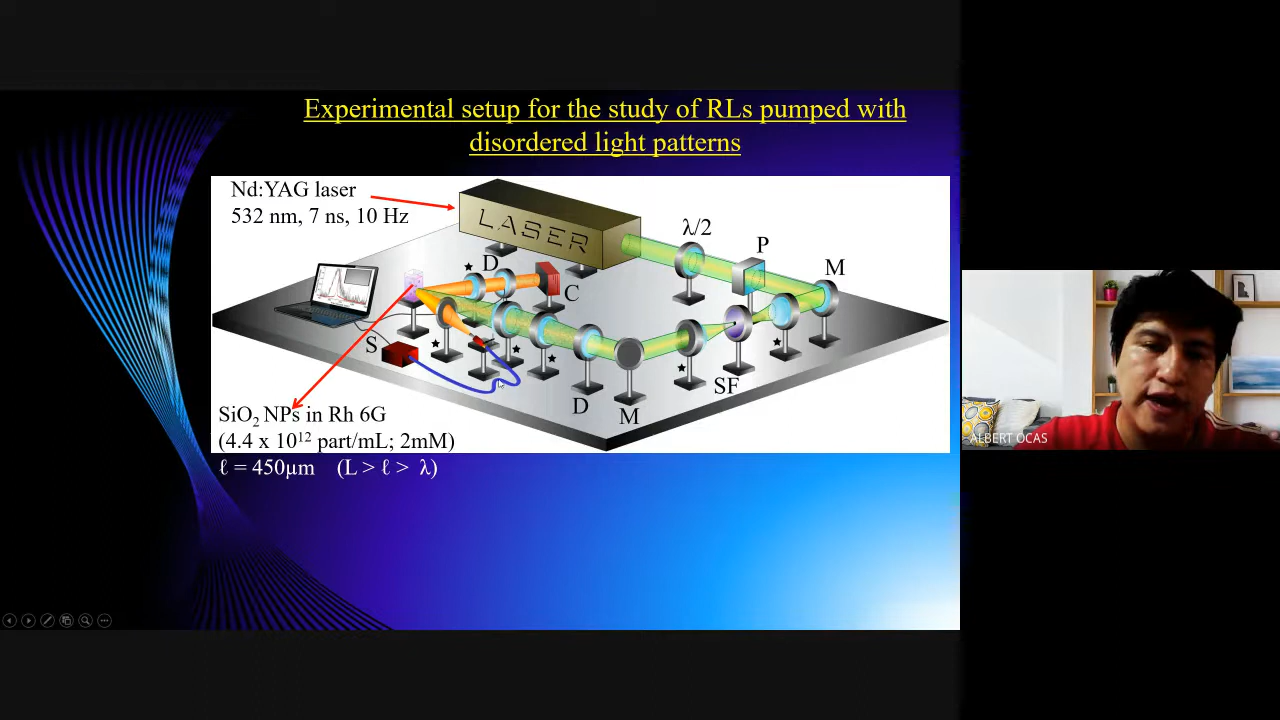 Experimental setup for the study of RLs pumped with
disordered light patterns
Nd:YAG laser
532 nm, 7 ns, 10 Hz
LASER
λ/2
P
M
D
C
S
SF
D
M
SiO₂ NPs in Rh 6G
(4.4 x 10¹² part/mL; 2mM)
ℓ = 450µm (L > ℓ > λ)
ALBERT OCAS